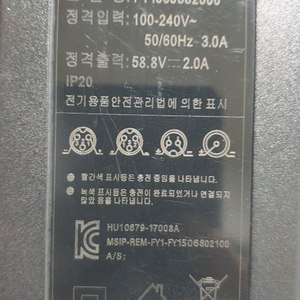 정격입력: 100-240V~
50/60Hz 3.0A
정격출력: 58.8V⎓2.0A
IP20
전기용품안전관리법에 의한 표시
빨간색 표시등은 충전 중임을 나타냅니다.
녹색 표시등은 충전이 완료되었거나 연결되지
않았음을 나타냅니다.
HU10679-17003A
MSIP-REM-FY1-FY1506802100
A/S: